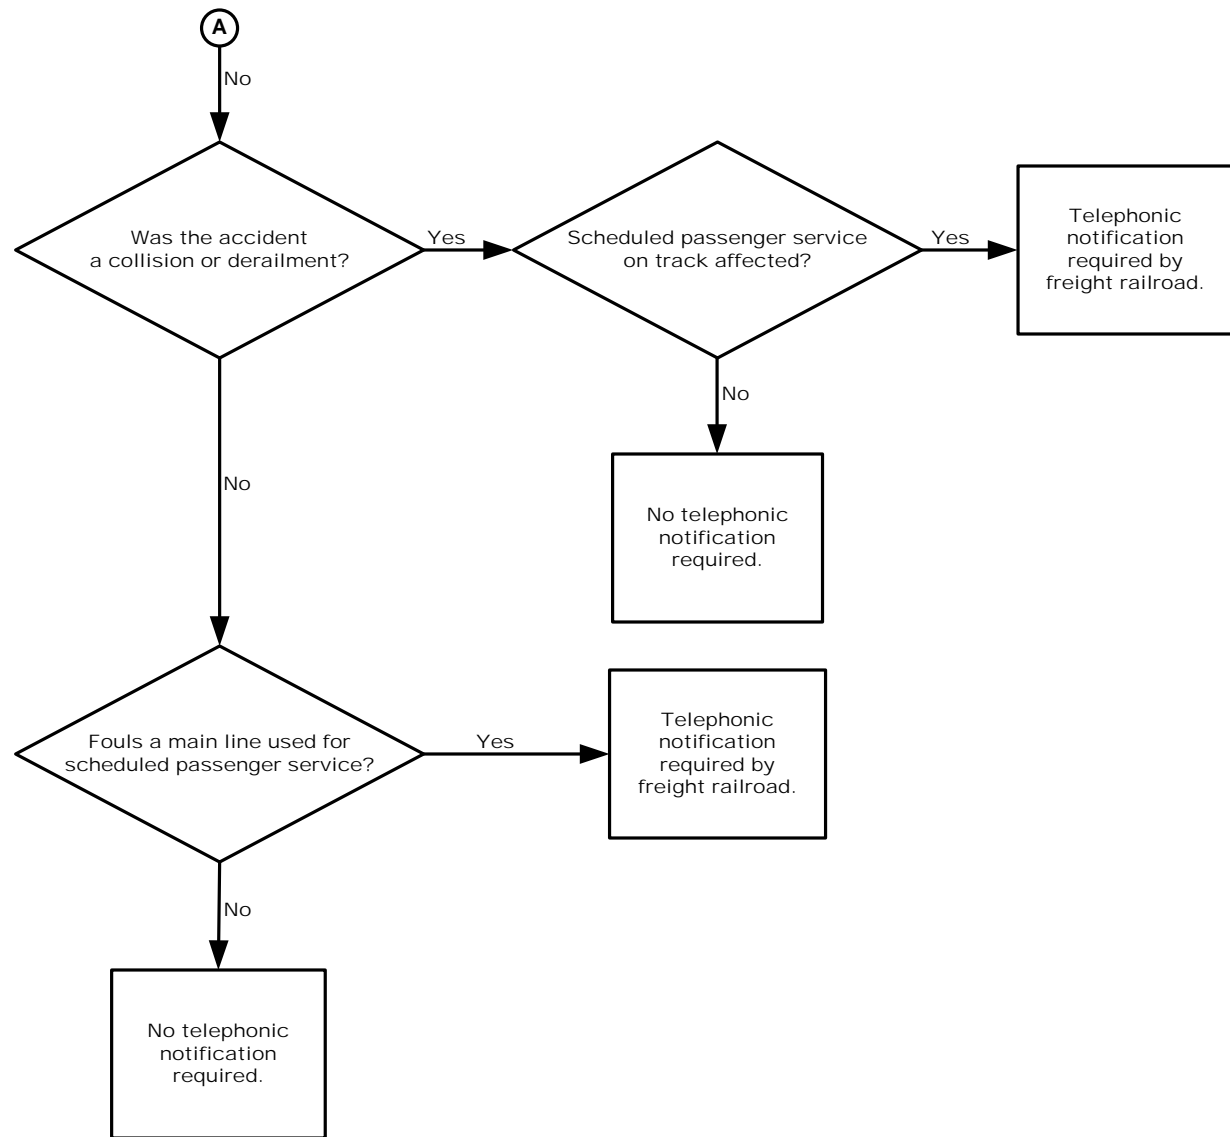 A
No
Was the accident
a collision or derailment?
Yes
Scheduled passenger service
on track affected?
Yes
Telephonic
notification
required by
freight railroad.
No
No telephonic
notification
required.
No
Fouls a main line used for
scheduled passenger service?
Yes
Telephonic
notification
required by
freight railroad.
No
No telephonic
notification
required.